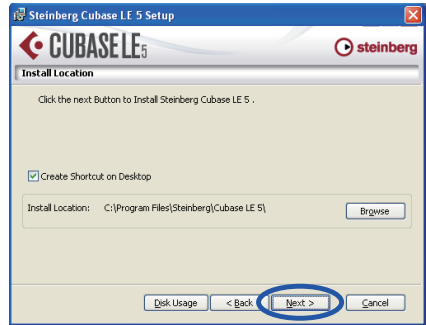 Steinberg Cubase LE 5 Setup
CUBASE LE5 steinberg
Install Location
Click the next Button to Install Steinberg Cubase LE 5 .
Create Shortcut on Desktop
Install Location: C:\Program Files\Steinberg\Cubase LE 5\ Browse
Disk Usage < Back Next > Cancel